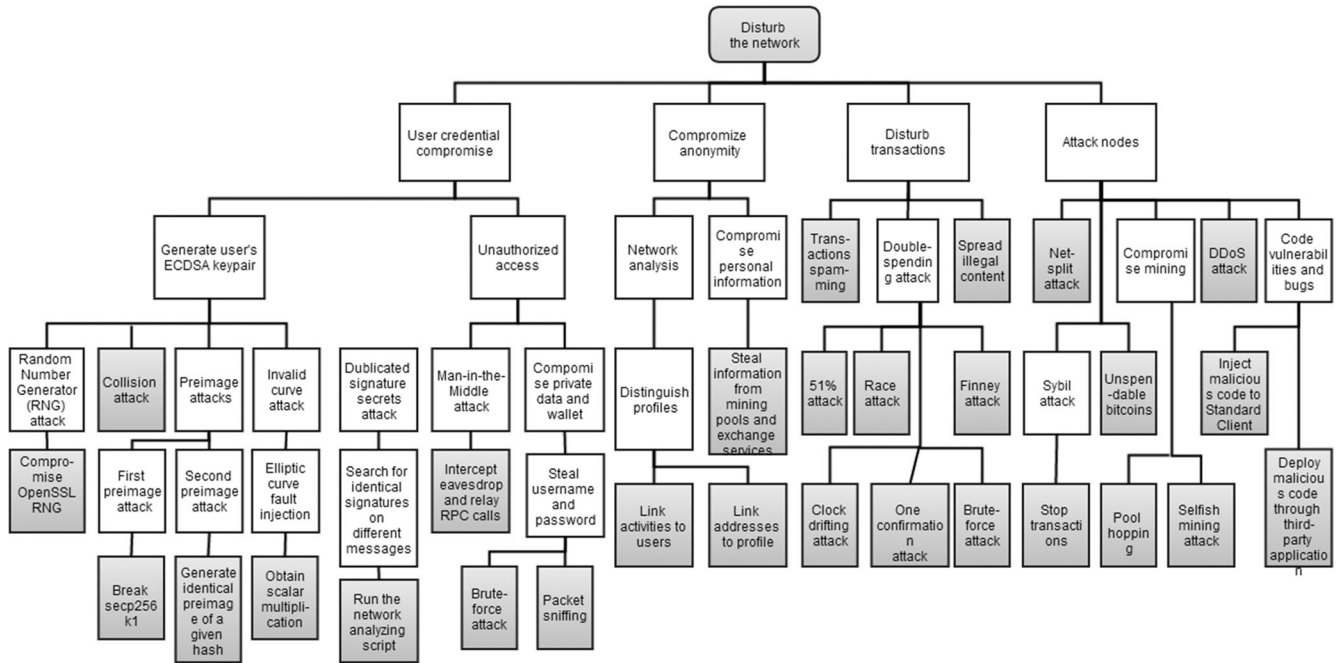 Disturb
the network
User credential
compromise
Compromize
anonymity
Disturb
transactions
Attack nodes
Generate user's
ECDSA keypair
Unauthorized
access
Network
analysis
Compromi
se
personal
information
Trans-
actions
spam-
ming
Double-
spending
attack
Spread
illegal
content
Net-
split attack
Compromi
se mining
DDoS
attack
Code
vulnerabil
ities and
bugs
Random
Number
Generator
(RNG) attack
Collision
attack
Preimage
attacks
Invalid
curve
attack
Dublicated
signature
secrets
attack
Man-in-the-
Middle
attack
Compomi
se private
data and
wallet
Distinguish
profiles
Steal
information
from
mining
pools and
exchange
services
51%
attack
Race
attack
Finney
attack
Sybil
attack
Unspen-
-dable
bitcoins
Inject
maliciou
s code to
Standard
Client
Compro-
mise
OpenSSL
RNG
First
preimage
attack
Second
preimage
attack
Elliptic
curve
fault
injection
Search for
identical
signatures
on
different
messages
Intercept
eavesdrop
and relay
RPC calls
Steal
username
and
password
Link
activities to
users
Link
addresses
to profile
Clock
drifting
attack
One
confirmatio
n
attack
Brute-
force
attack
Stop
transacti
ons
Pool
hoppin
g
Selfish
mining
attack
Deploy
maliciou
s code
through
third-
party
applicatio
n
Break
secp256
k1
Generate
identical
preimag
e of a
given
hash
Obtain
scalar
multipli-
cation
Run the
network
analyzing
script
Brute-
force
attack
Packet
sniffing